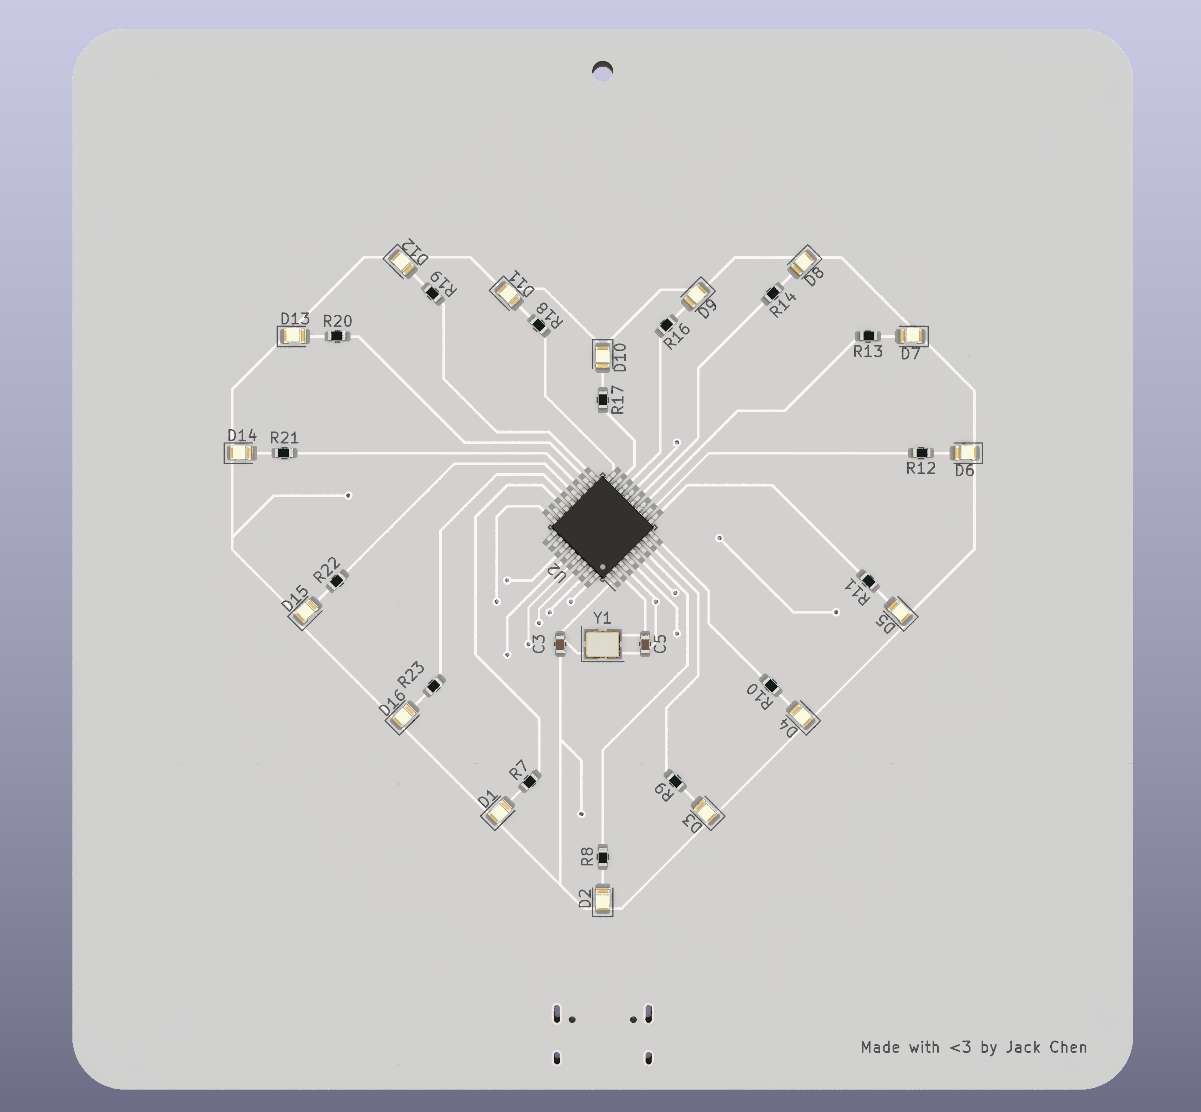 D12
R19
D11
R18
D8
R14
D9
R16
D13
R20
D10
R17
R13
D7
D14
R21
R12
D6
U2
R22
D15
R11
D5
Y1
C3
C5
R23
D16
R10
D4
R7
D1
R9
D3
R8
D2
Made with <3 by Jack Chen